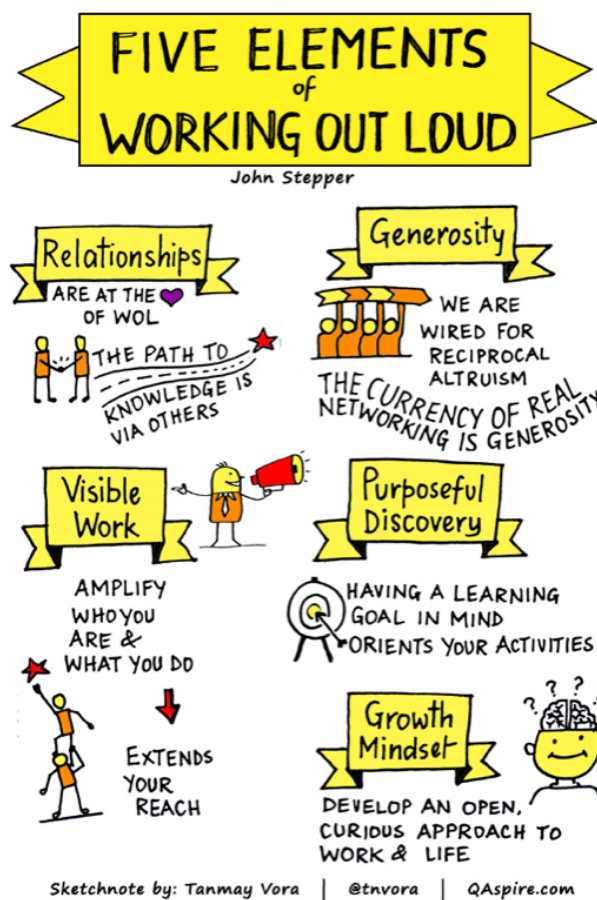 FIVE ELEMENTS
of
WORKING OUT LOUD
John Stepper
Relationships
ARE AT THE
OF WOL
THE PATH TO
KNOWLEDGE IS
VIA OTHERS
Generosity
WE ARE
WIRED FOR
RECIPROCAL
ALTRUISM
THE CURRENCY OF REAL
NETWORKING IS GENEROSITY
Visible
Work
AMPLIFY
WHO YOU
ARE &
WHAT YOU DO
EXTENDS
YOUR
REACH
Purposeful
Discovery
HAVING A LEARNING
GOAL IN MIND
ORIENTS YOUR ACTIVITIES
Growth
Mindset
? ? ?
DEVELOP AN OPEN,
CURIOUS APPROACH TO
WORK & LIFE
Sketchnote by: Tanmay Vora | @tnvora | QAspire.com